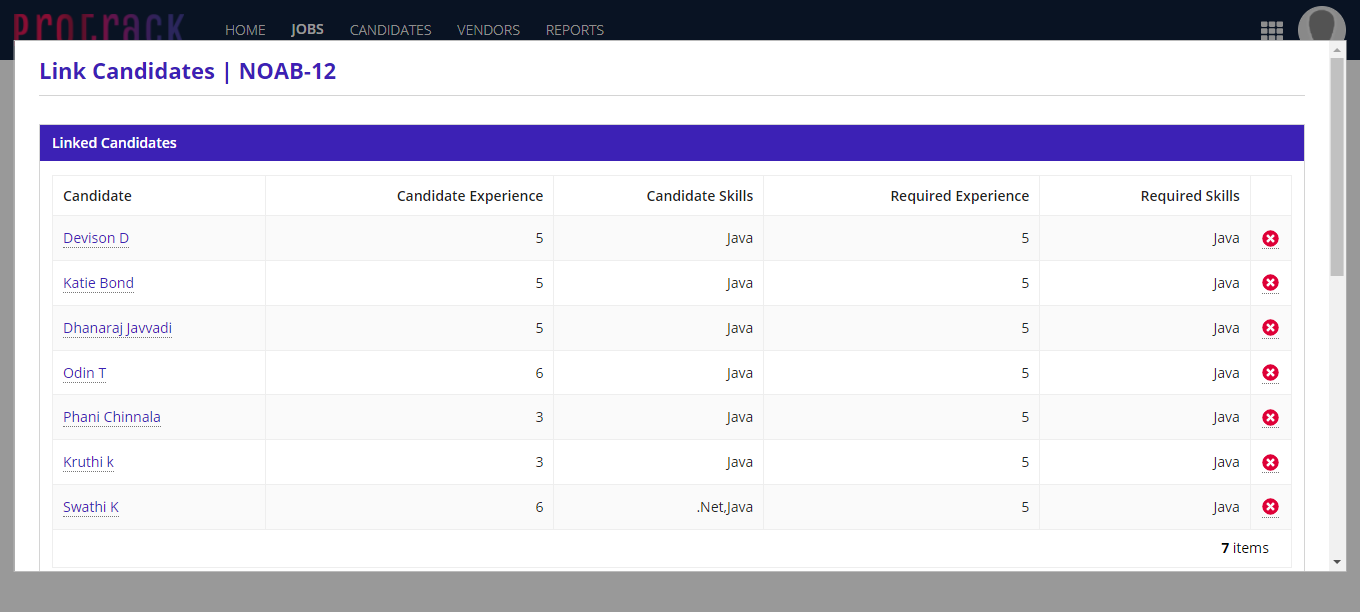 ProTrack
HOME JOBS CANDIDATES VENDORS REPORTS
Link Candidates | NOAB-12
Linked Candidates
Candidate Candidate Experience Candidate Skills Required Experience Required Skills
Devison D 5 Java 5 Java
Katie Bond 5 Java 5 Java
Dhanaraj Javvadi 5 Java 5 Java
Odin T 6 Java 5 Java
Phani Chinnala 3 Java 5 Java
Kruthi k 3 Java 5 Java
Swathi K 6 .Net,Java 5 Java
7 items